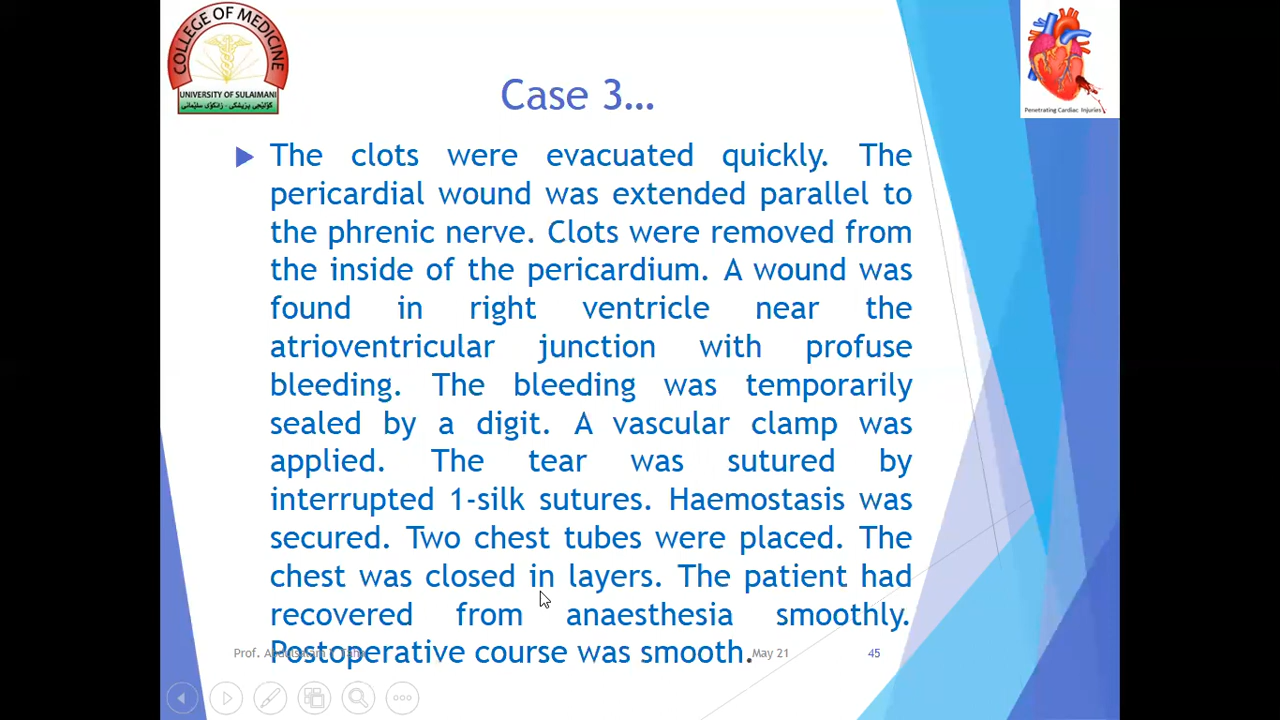 COLLEGE OF MEDICINE
UNIVERSITY OF SULAIMANI
كۆلێجی پزیشکی - زانکۆی سلێمانی
Penetrating Cardiac Injuries
Case 3...
The clots were evacuated quickly. The
pericardial wound was extended parallel to
the phrenic nerve. Clots were removed from
the inside of the pericardium. A wound was
found in right ventricle near the
atrioventricular junction with profuse
bleeding. The bleeding was temporarily
sealed by a digit. A vascular clamp was
applied. The tear was sutured by
interrupted 1-silk sutures. Haemostasis was
secured. Two chest tubes were placed. The
chest was closed in layers. The patient had
recovered from anaesthesia smoothly.
Postoperative course was smooth.
Prof. May 21 45